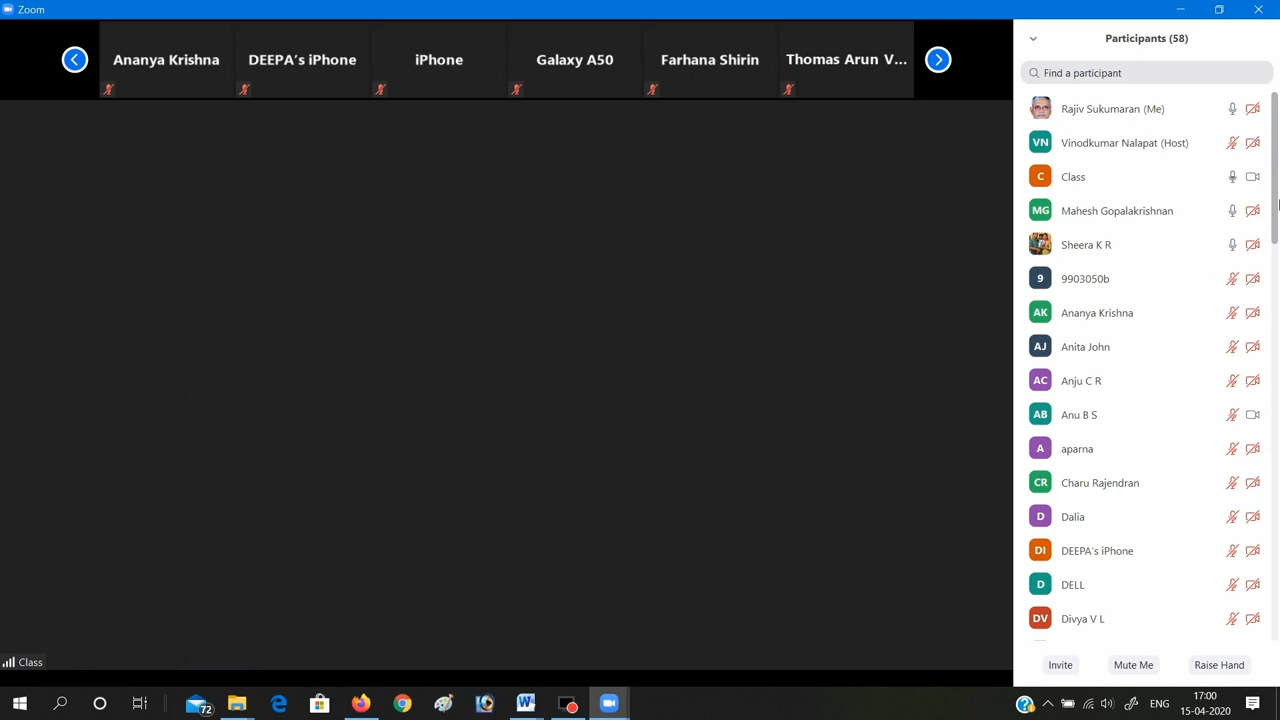 Zoom
Ananya Krishna
DEEPA's iPhone
iPhone
Galaxy A50
Farhana Shirin
Thomas Arun V...
Participants (58)
Find a participant
Rajiv Sukumaran (Me)
VN Vinodkumar Nalapat (Host)
C Class
MG Mahesh Gopalakrishnan
Sheera K R
9 9903050b
AK Ananya Krishna
AJ Anita John
AC Anju C R
AB Anu B S
A aparna
CR Charu Rajendran
D Dalia
DI DEEPA's iPhone
D DELL
DV Divya V L
Class
Invite
Mute Me
Raise Hand
72
W
ENG
17:00
15-04-2020